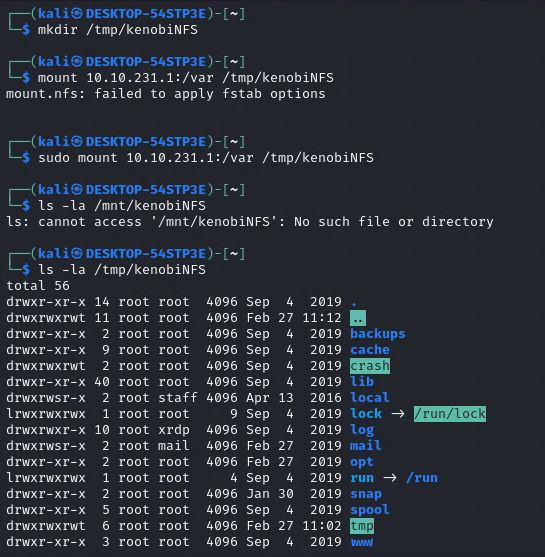 ┌──(kali㉿DESKTOP-54STP3E)-[~]
└─$ mkdir /tmp/kenobiNFS
┌──(kali㉿DESKTOP-54STP3E)-[~]
└─$ mount 10.10.231.1:/var /tmp/kenobiNFS
mount.nfs: failed to apply fstab options
┌──(kali㉿DESKTOP-54STP3E)-[~]
└─$ sudo mount 10.10.231.1:/var /tmp/kenobiNFS
┌──(kali㉿DESKTOP-54STP3E)-[~]
└─$ ls -la /mnt/kenobiNFS
ls: cannot access '/mnt/kenobiNFS': No such file or directory
┌──(kali㉿DESKTOP-54STP3E)-[~]
└─$ ls -la /tmp/kenobiNFS
total 56
drwxr-xr-x 14 root root  4096 Sep  4  2019 .
drwxrwxrwt 11 root root  4096 Feb 27 11:12 ..
drwxr-xr-x  2 root root  4096 Sep  4  2019 backups
drwxr-xr-x  9 root root  4096 Sep  4  2019 cache
drwxrwxrwt  2 root root  4096 Sep  4  2019 crash
drwxr-xr-x 40 root root  4096 Sep  4  2019 lib
drwxrwsr-x  2 root staff 4096 Apr 13  2016 local
lrwxrwxrwx  1 root root     9 Sep  4  2019 lock -> /run/lock
drwxrwxr-x 10 root xrdp  4096 Sep  4  2019 log
drwxrwsr-x  2 root mail  4096 Feb 27  2019 mail
drwxr-xr-x  2 root root  4096 Feb 27  2019 opt
lrwxrwxrwx  1 root root     4 Sep  4  2019 run -> /run
drwxr-xr-x  2 root root  4096 Jan 30  2019 snap
drwxr-xr-x  5 root root  4096 Sep  4  2019 spool
drwxrwxrwt  6 root root  4096 Feb 27 11:02 tmp
drwxr-xr-x  3 root root  4096 Sep  4  2019 www